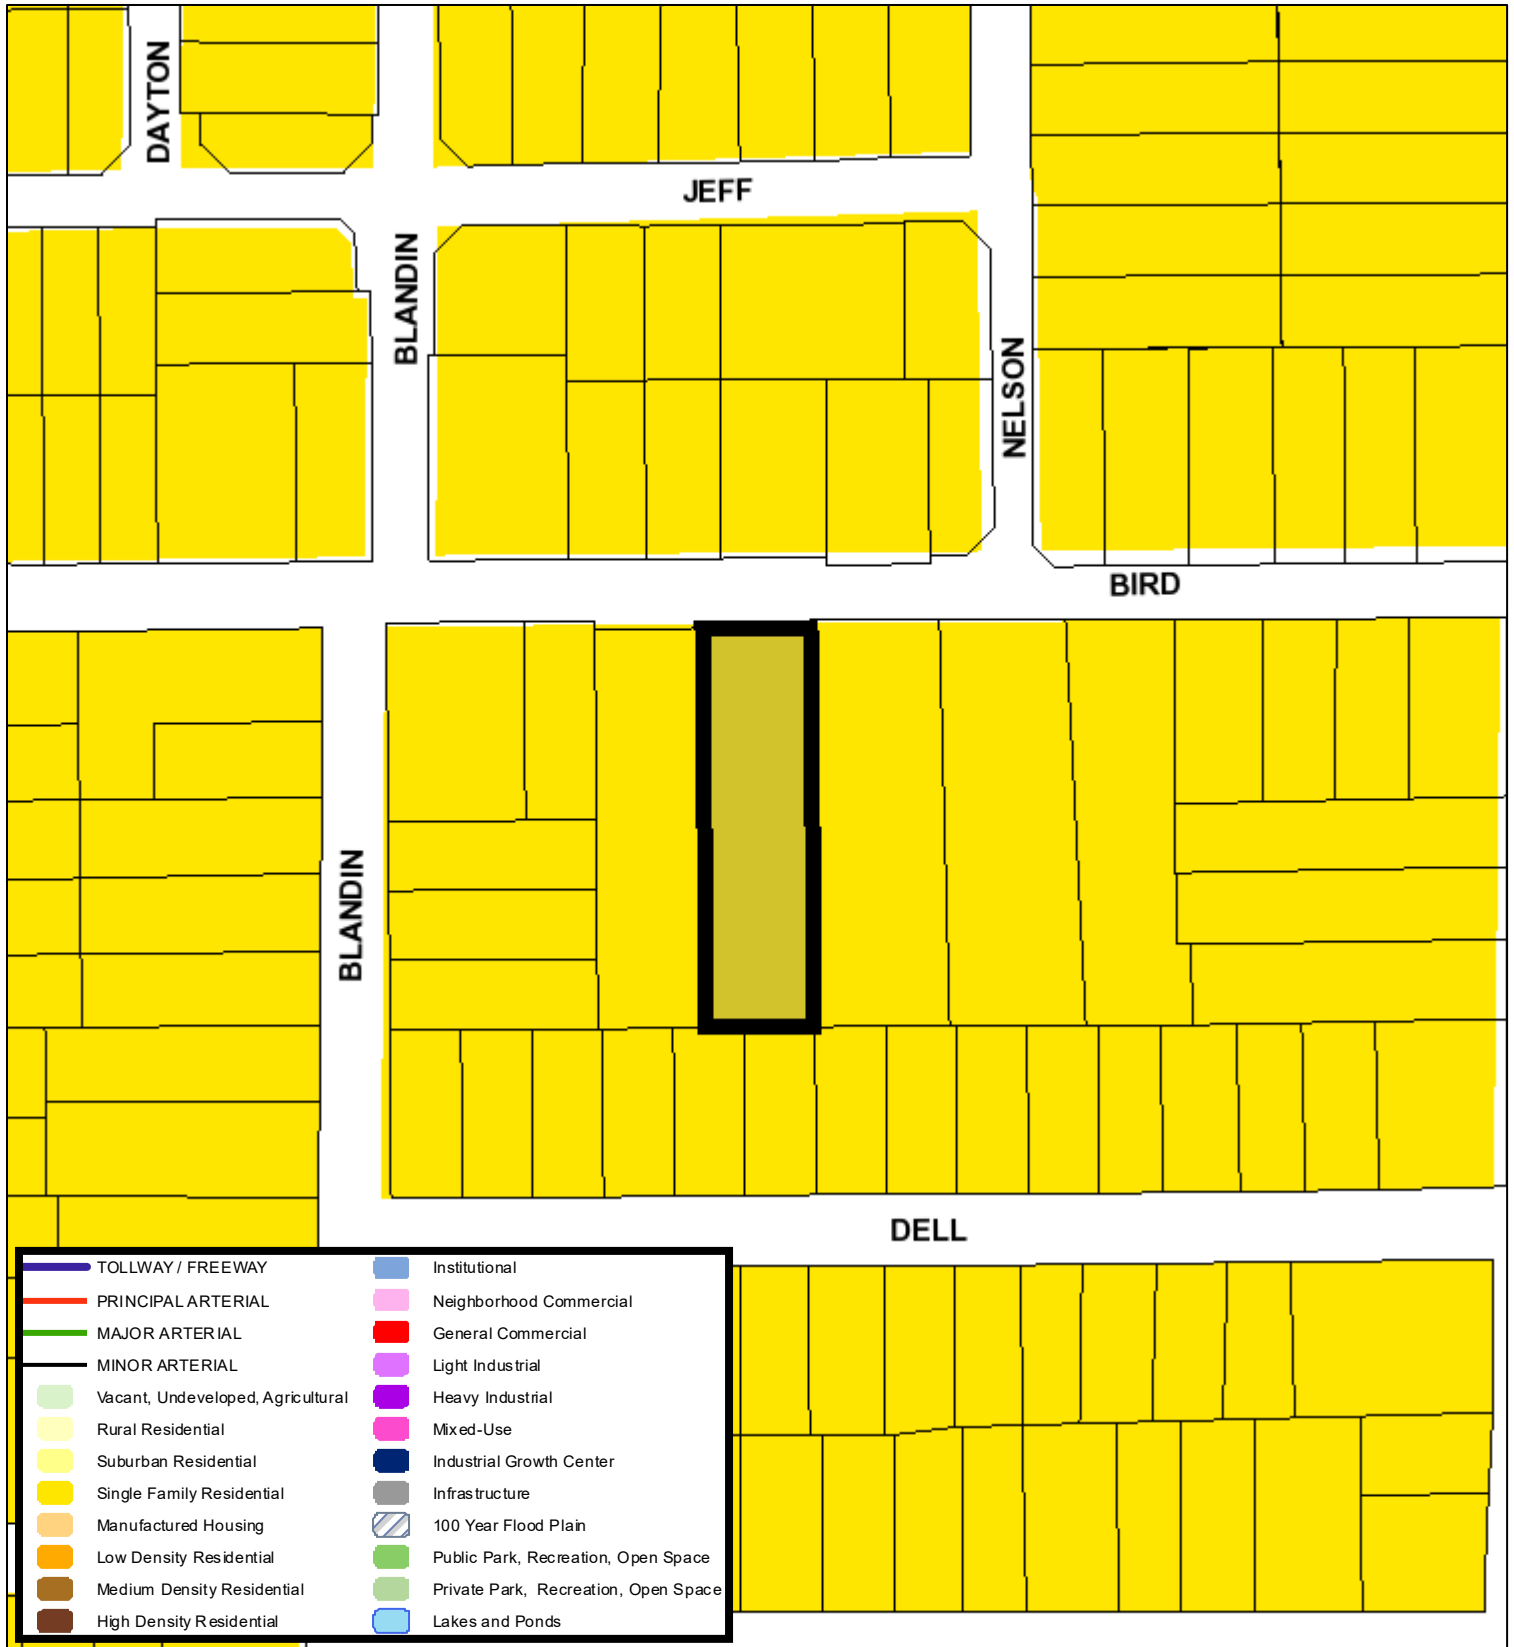 DAYTON
JEFF
BLANDIN
NELSON
BIRD
BLANDIN
DELL
TOLLWAY / FREEWAY
PRINCIPAL ARTERIAL
MAJOR ARTERIAL
MINOR ARTERIAL
Vacant, Undeveloped, Agricultural
Rural Residential
Suburban Residential
Single Family Residential
Manufactured Housing
Low Density Residential
Medium Density Residential
High Density Residential
Institutional
Neighborhood Commercial
General Commercial
Light Industrial
Heavy Industrial
Mixed-Use
Industrial Growth Center
Infrastructure
100 Year Flood Plain
Public Park, Recreation, Open Space
Private Park, Recreation, Open Space
Lakes and Ponds